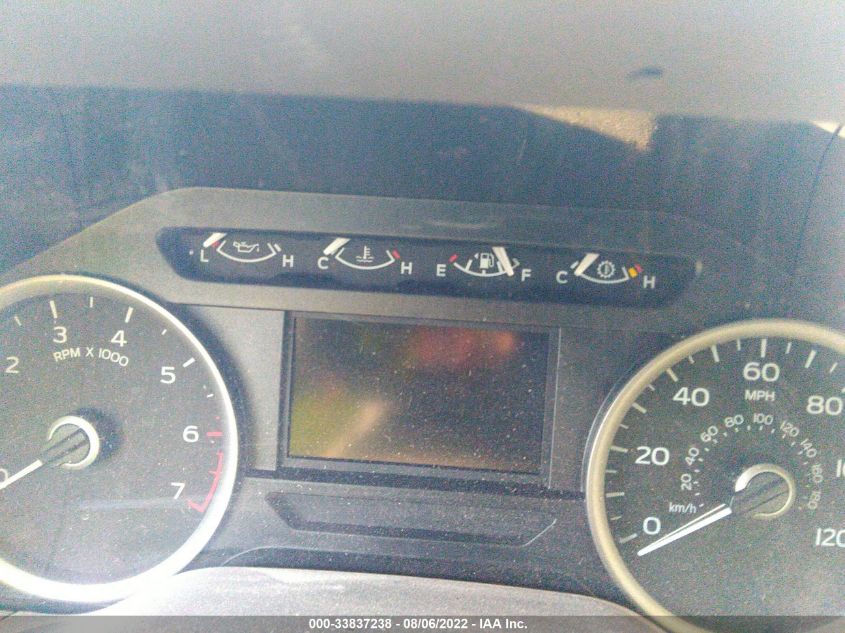 L H C H E F C H
2 3 4 5 6 7
RPM X 1000
0 20 40 60 80
MPH
20 40 60 80 100 120 140 160 180
km/h
120
000-33837238 - 08/06/2022 - IAA Inc.